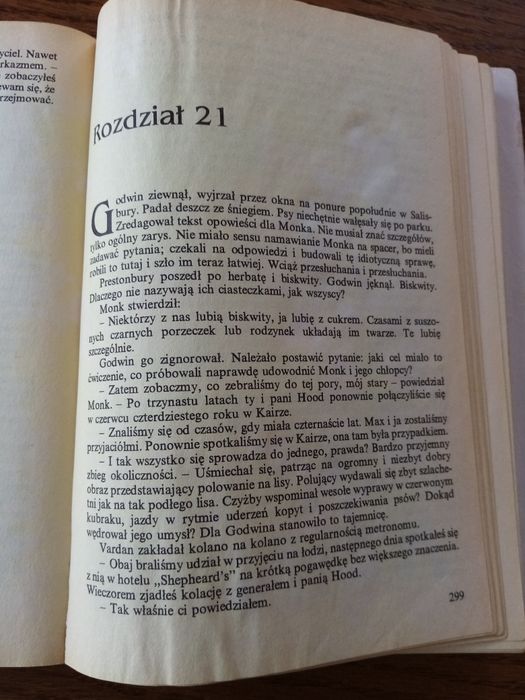 yciel. Nawet
rkazmem. –
zobaczyłeś
ewam się, że
rzejmować.
Rozdział 21
Godwin ziewnął, wyjrzał przez okna na ponure popołudnie w Salis-
bury. Padał deszcz ze śniegiem. Psy niechętnie wałęsały się po parku.
Zredagował tekst opowieści dla Monka. Nie musiał znać szczegółów,
tylko ogólny zarys. Nie miało sensu namawianie Monka na spacer, bo mieli
zadawać pytania; czekali na odpowiedzi i budowali tę idiotyczną sprawę,
robili to tutaj i szło im teraz łatwiej. Wciąż przesłuchania i przesłuchania.
Prestonbury poszedł po herbatę i biskwity. Godwin jęknął. Biskwity.
Dlaczego nie nazywają ich ciasteczkami, jak wszyscy?
Monk stwierdził:
– Niektórzy z nas lubią biskwity, ja lubię z cukrem. Czasami z suszo-
nych czarnych porzeczek lub rodzynek układają im twarze. Te lubię
szczególnie.
Godwin go zignorował. Należało postawić pytanie: jaki cel miało to
ćwiczenie, co próbowali naprawdę udowodnić Monk i jego chłopcy?
– Zatem zobaczmy, co zebraliśmy do tej pory, mój stary – powiedział
Monk. – Po trzynastu latach ty i pani Hood ponownie połączyliście się
w czerwcu czterdziestego roku w Kairze.
– Znaliśmy się od czasów, gdy miała czternaście lat. Max i ja zostaliśmy
przyjaciółmi. Ponownie spotkaliśmy się w Kairze, ona tam była przypadkiem.
– I tak wszystko się sprowadza do jednego, prawda? Bardzo przyjemny
zbieg okoliczności. – Uśmiechał się, patrząc na ogromny i niezbyt dobry
obraz przedstawiający polowanie na lisy. Polujący wydawali się zbyt szlache-
tni jak na tak podłego lisa. Czyżby wspominał wesołe wyprawy w czerwonym
kubraku, jazdy w rytmie uderzeń kopyt i poszczekiwania psów? Dokąd
wędrował jego umysł? Dla Godwina stanowiło to tajemnicę.
Vardan zakładał kolano na kolano z regularnością metronomu.
– Obaj braliśmy udział w przyjęciu na łodzi, następnego dnia spotkałeś się
z nią w hotelu „Shepheard's” na krótką pogawędkę bez większego znaczenia.
Wieczorem zjadłeś kolację z generałem i panią Hood.
– Tak właśnie ci powiedziałem.
299